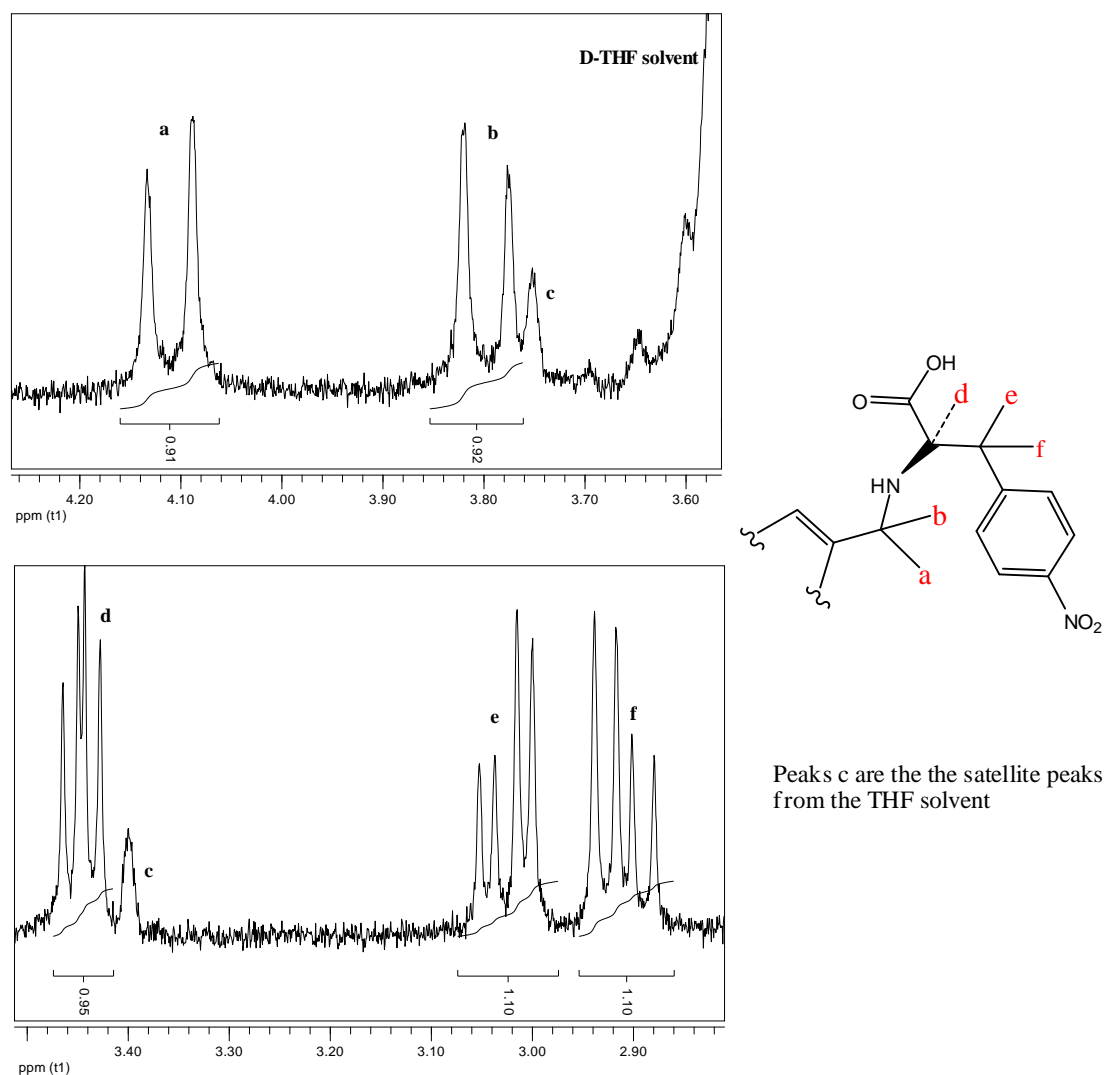 D-THF solvent
a
b
c
0.91
0.92
4.20 4.10 4.00 3.90 3.80 3.70 3.60
ppm (t1)
OH
O
d
e
f
HN
b
a
NO2
d
c
e
f
0.95
1.10
1.10
3.40 3.30 3.20 3.10 3.00 2.90
ppm (t1)
Peaks c are the the satellite peaks
from the THF solvent